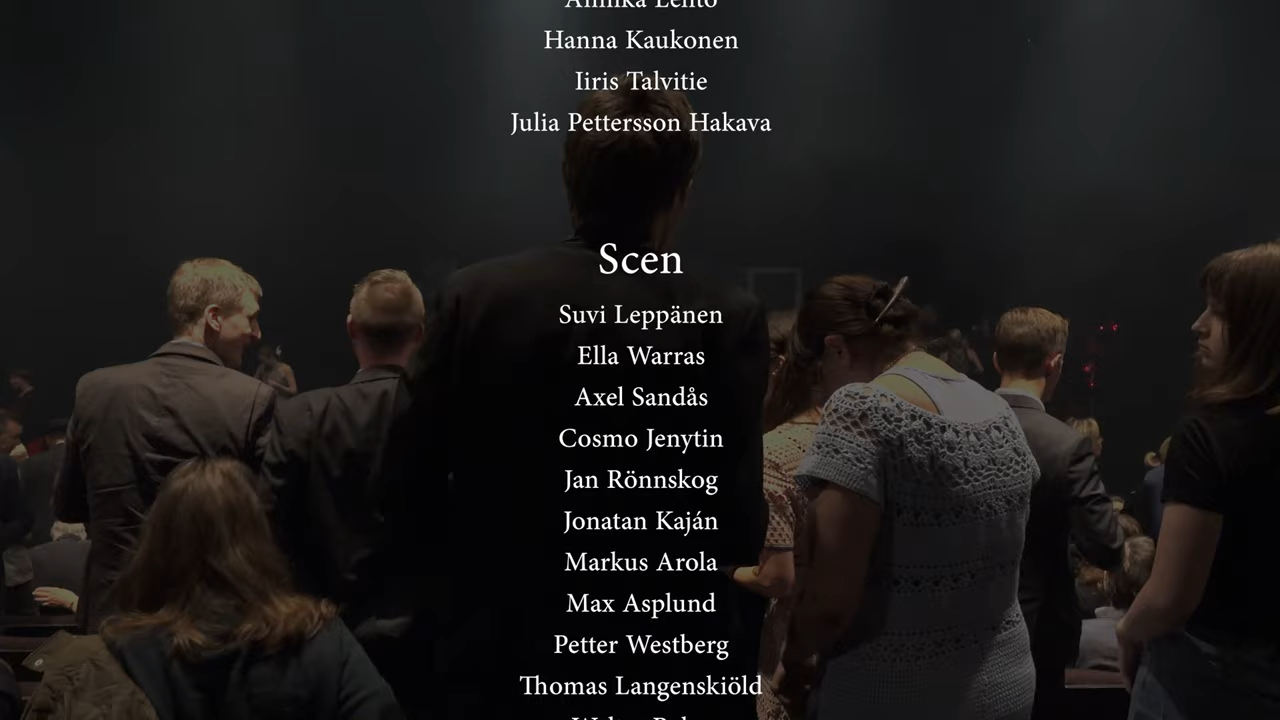 Hanna Kaukonen
Iiris Talvitie
Julia Pettersson Hakava
Scen
Suvi Leppänen
Ella Warras
Axel Sandås
Cosmo Jenytin
Jan Rönnskog
Jonatan Kaján
Markus Arola
Max Asplund
Petter Westberg
Thomas Langenskiöld